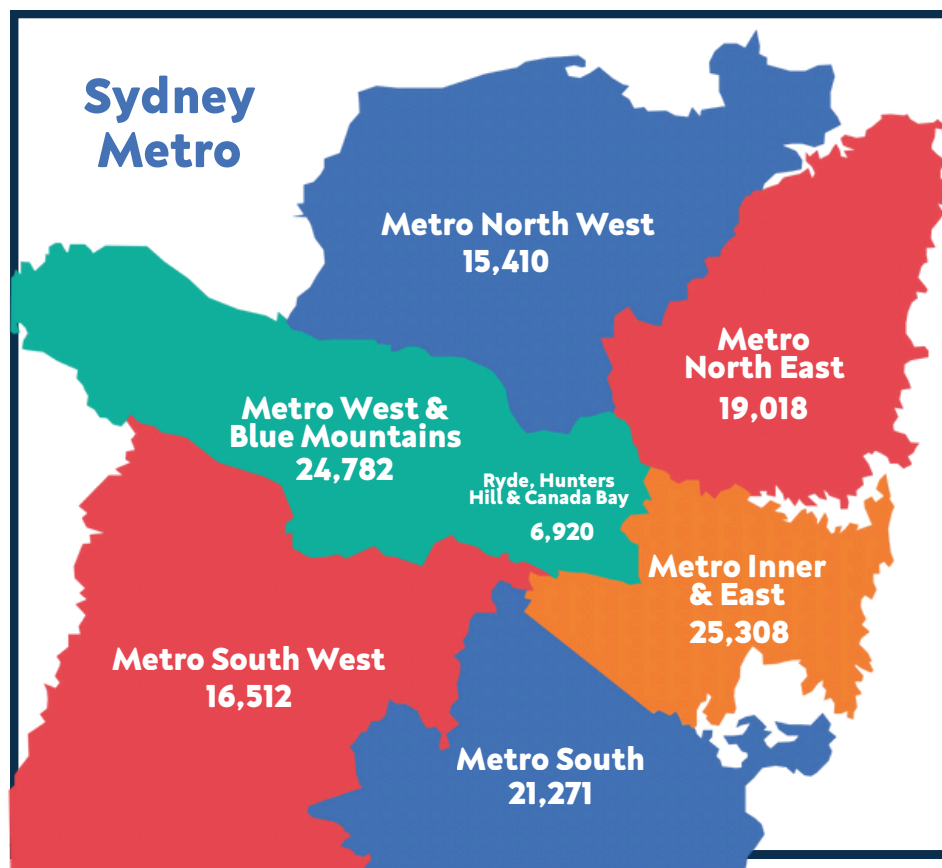 Sydney
Metro
Metro North West
15,410
Metro
North East
19,018
Metro West &
Blue Mountains
24,782
Ryde, Hunters
Hill & Canada Bay
6,920
Metro Inner
& East
25,308
Metro South West
16,512
Metro South
21,271